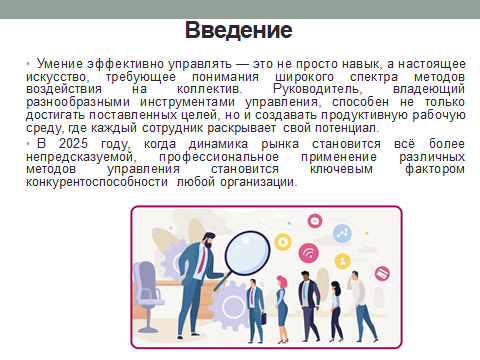 Введение
• Умение эффективно управлять — это не просто навык, а настоящее
искусство, требующее понимания широкого спектра методов
воздействия на коллектив. Руководитель, владеющий
разнообразными инструментами управления, способен не только
достигать поставленных целей, но и создавать продуктивную рабочую
среду, где каждый сотрудник раскрывает свой потенциал.
• В 2025 году, когда динамика рынка становится всё более
непредсказуемой, профессиональное применение различных
методов управления становится ключевым фактором
конкурентоспособности любой организации.